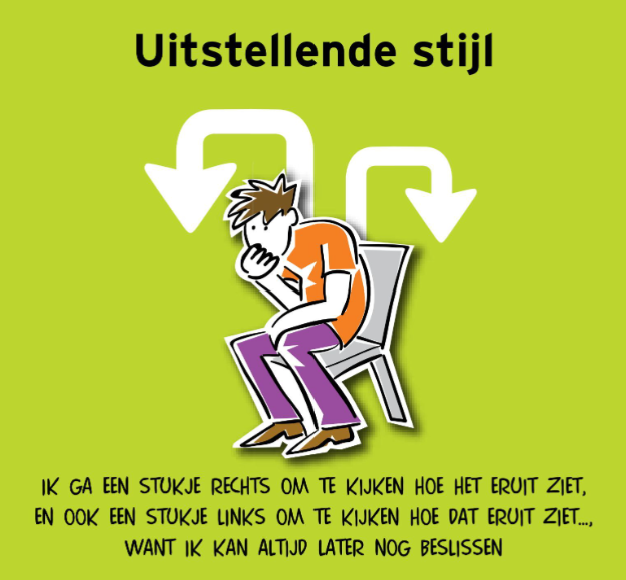 Uitstellende stijl
IK GA EEN STUKJE RECHTS OM TE KIJKEN HOE HET ERUIT ZIET,
EN OOK EEN STUKJE LINKS OM TE KIJKEN HOE DAT ERUIT ZIET...,
WANT IK KAN ALTIJD LATER NOG BESLISSEN